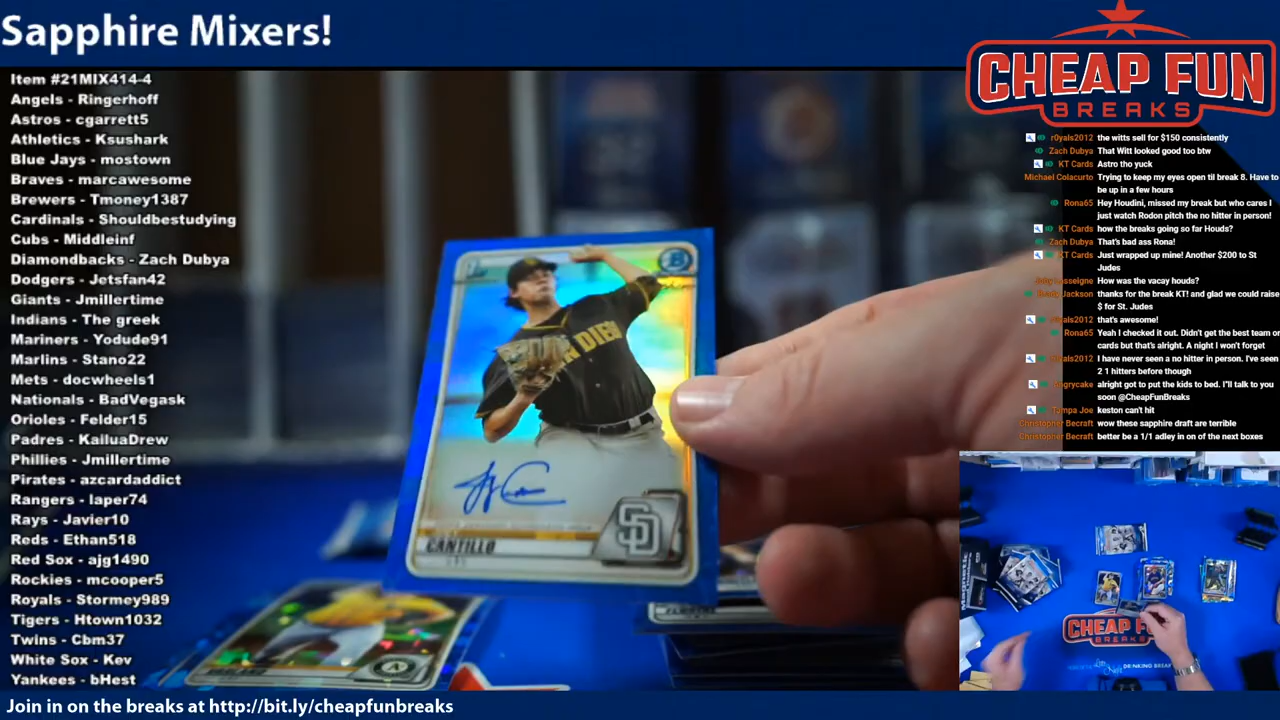 Sapphire Mixers!
Item #21MIX414-4
Angels - Ringerhoff
Astros - cgarrett5
Athletics - Ksushark
Blue Jays - mostown
Braves - marcawesome
Brewers - Tmoney1387
Cardinals - Shouldbestudying
Cubs - Middleinf
Diamondbacks - Zach Dubya
Dodgers - Jetsfan42
Giants - Jmillertime
Indians - The greek
Mariners - Yodude91
Marlins - Stano22
Mets - docwheels1
Nationals - BadVegask
Orioles - Felder15
Padres - KailuaDrew
Phillies - Jmillertime
Pirates - azcardaddict
Rangers - laper74
Rays - Javier10
Reds - Ethan518
Red Sox - ajg1490
Rockies - mcooper5
Royals - Stormey989
Tigers - Htown1032
Twins - Cbm37
White Sox - Kev
Yankees - bHest
Join in on the breaks at http://bit.ly/cheapfunbreaks
SAN DIEGO
CANTILLO
SD
CHEAP FUN
BREAKS
r0yals2012 the witts sell for $150 consistently
Zach Dubya That Witt looked good too btw
KT Cards Astro tho yuck
Michael Colacurto Trying to keep my eyes open til break 8. Have to
be up in a few hours
Rona65 Hey Houdini, missed my break but who cares I
just watch Rodon pitch the no hitter in person!
KT Cards how the breaks going so far Houds?
Zach Dubya That's bad ass Rona!
KT Cards Just wrapped up mine! Another $200 to St
Judes
How was the vacay houds?
Jackson thanks for the break KT! and glad we could raise
$ for St. Judes
r0yals2012 that's awesome!
Rona65 Yeah I checked it out. Didn't get the best team or
cards but that's alright. A night I won't forget
r0yals2012 I have never seen a no hitter in person. I've seen
2 1 hitters before though
angrycake alright got to put the kids to bed. I"ll talk to you
soon @CheapFunBreaks
Tampa Joe keston can't hit
Christopher Becraft wow these sapphire draft are terrible
Christopher Becraft better be a 1/1 adley in on of the next boxes
CHEAP FUN
BREAKS